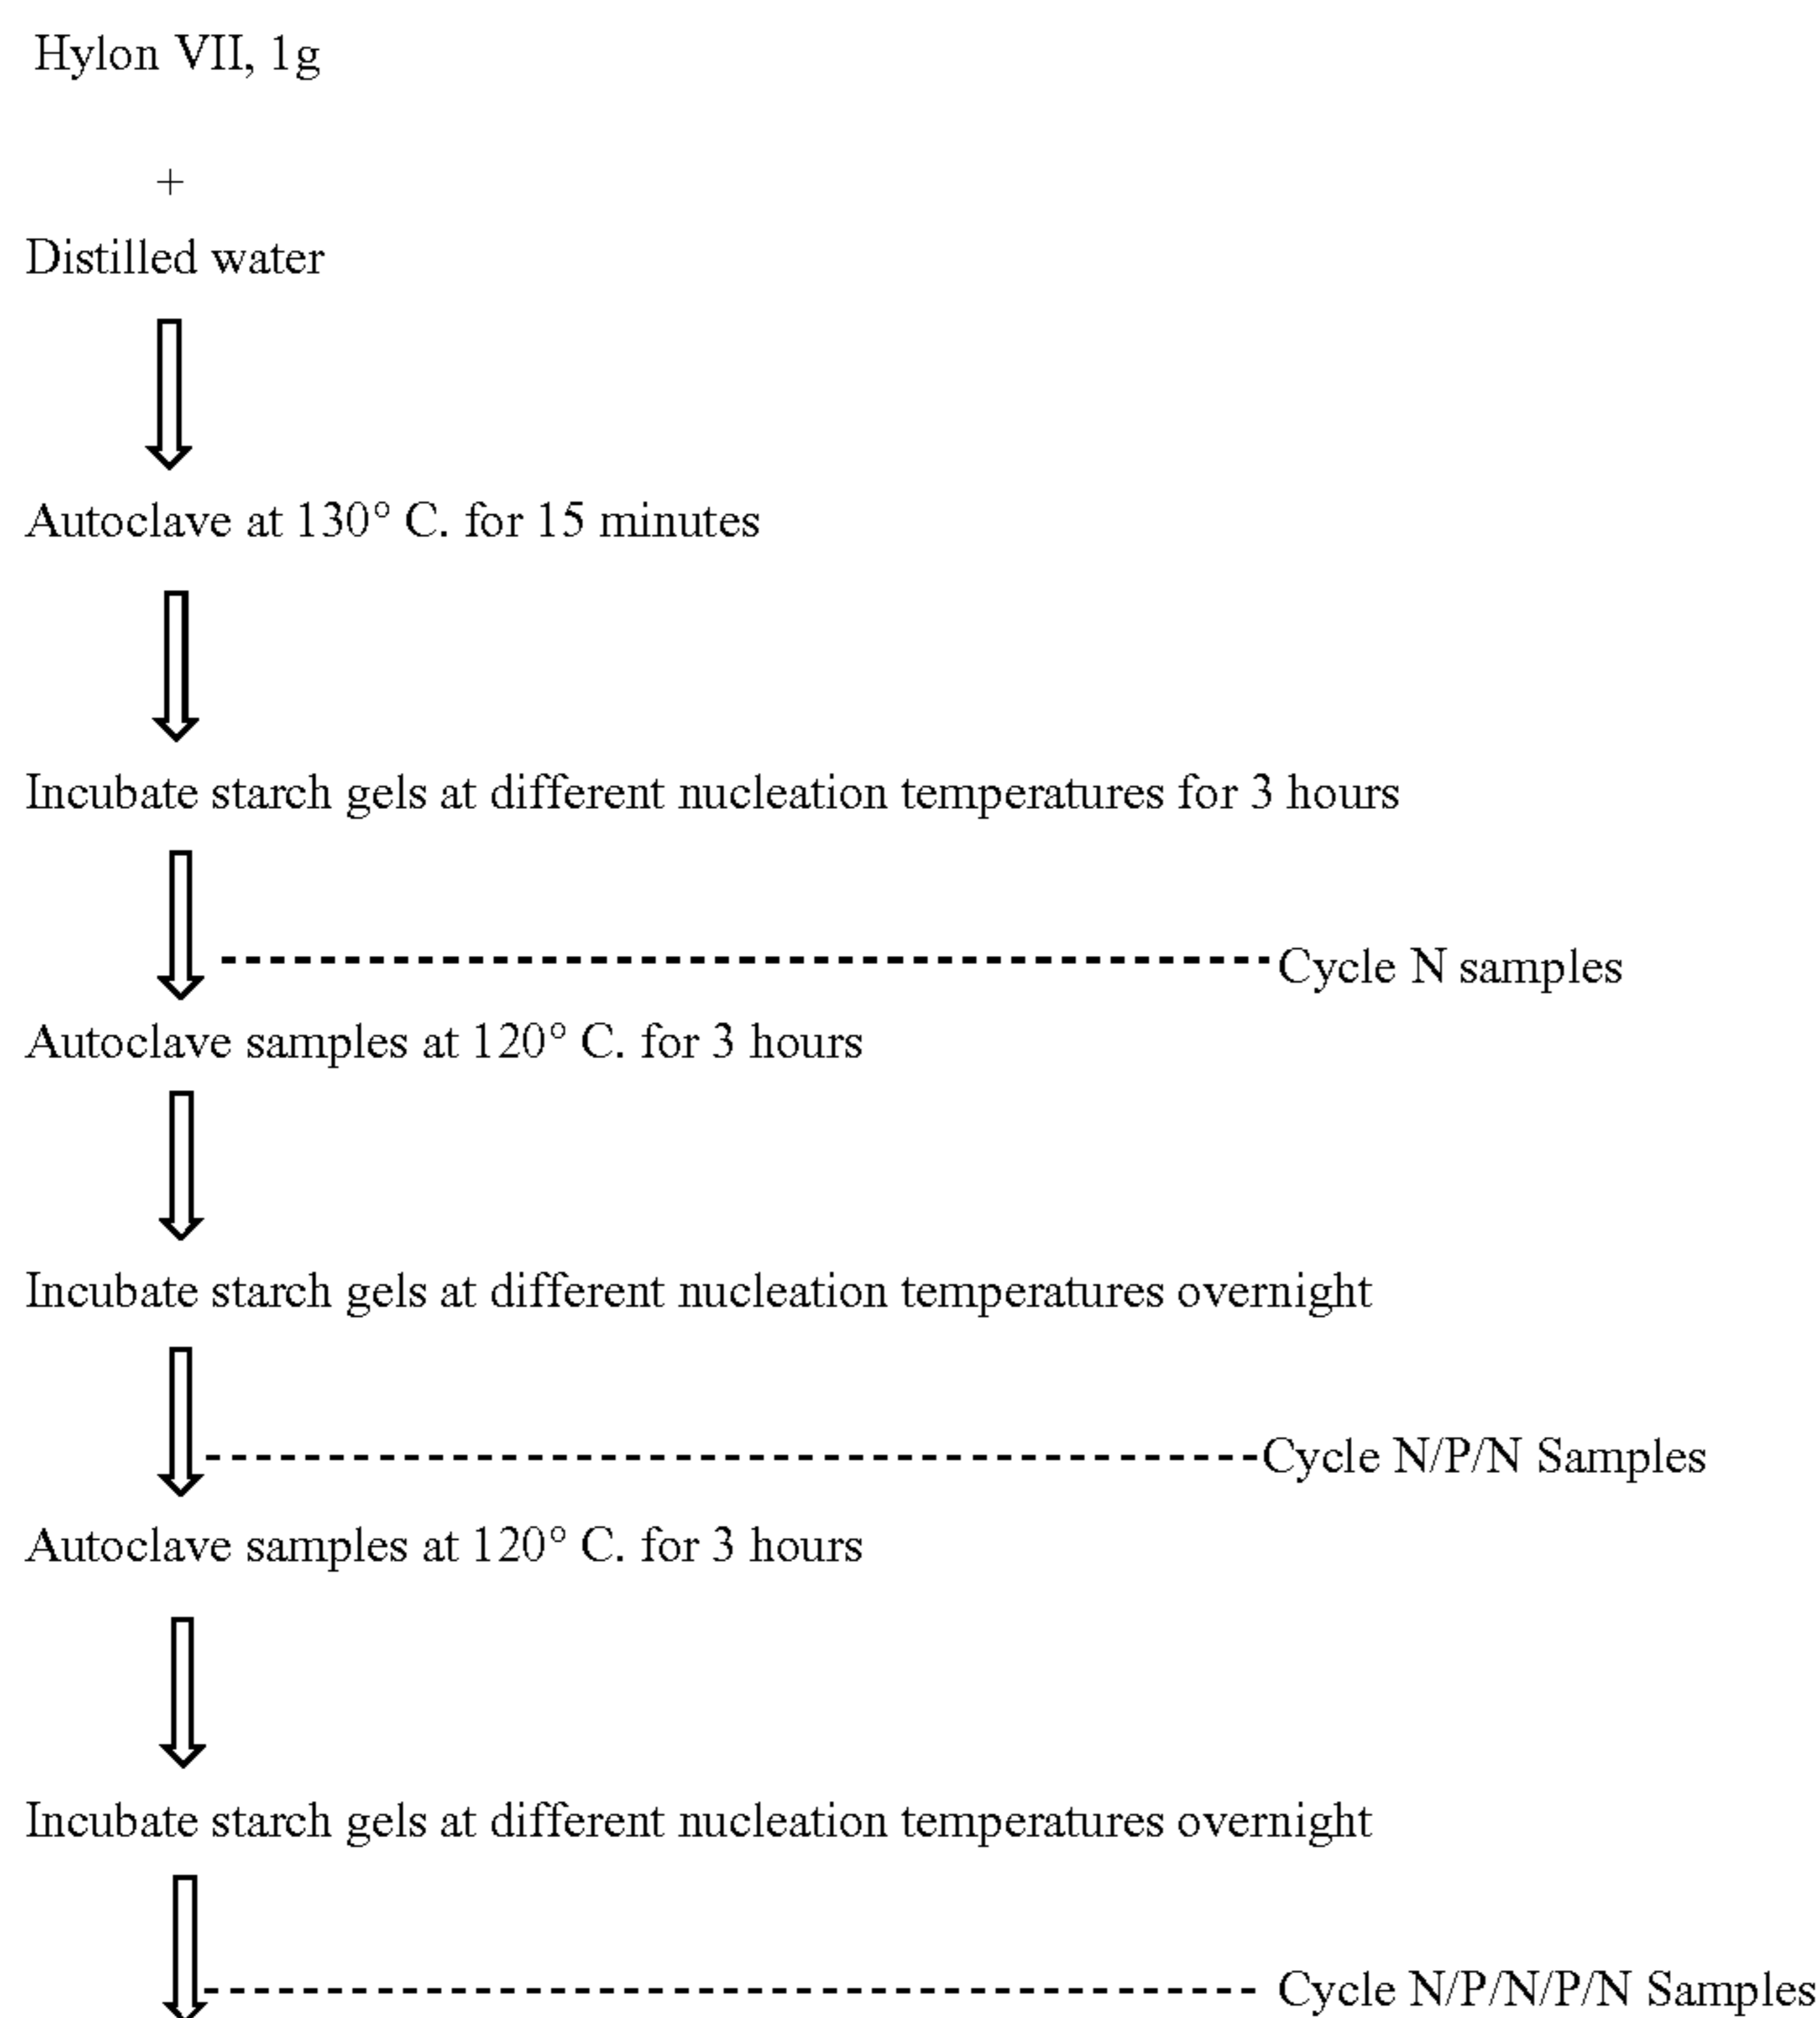 Hylon VII, 1g
+
Distilled water
Autoclave at 130° C. for 15 minutes
Incubate starch gels at different nucleation temperatures for 3 hours
Cycle N samples
Autoclave samples at 120° C. for 3 hours
Incubate starch gels at different nucleation temperatures overnight
Cycle N/P/N Samples
Autoclave samples at 120° C. for 3 hours
Incubate starch gels at different nucleation temperatures overnight
Cycle N/P/N/P/N Samples